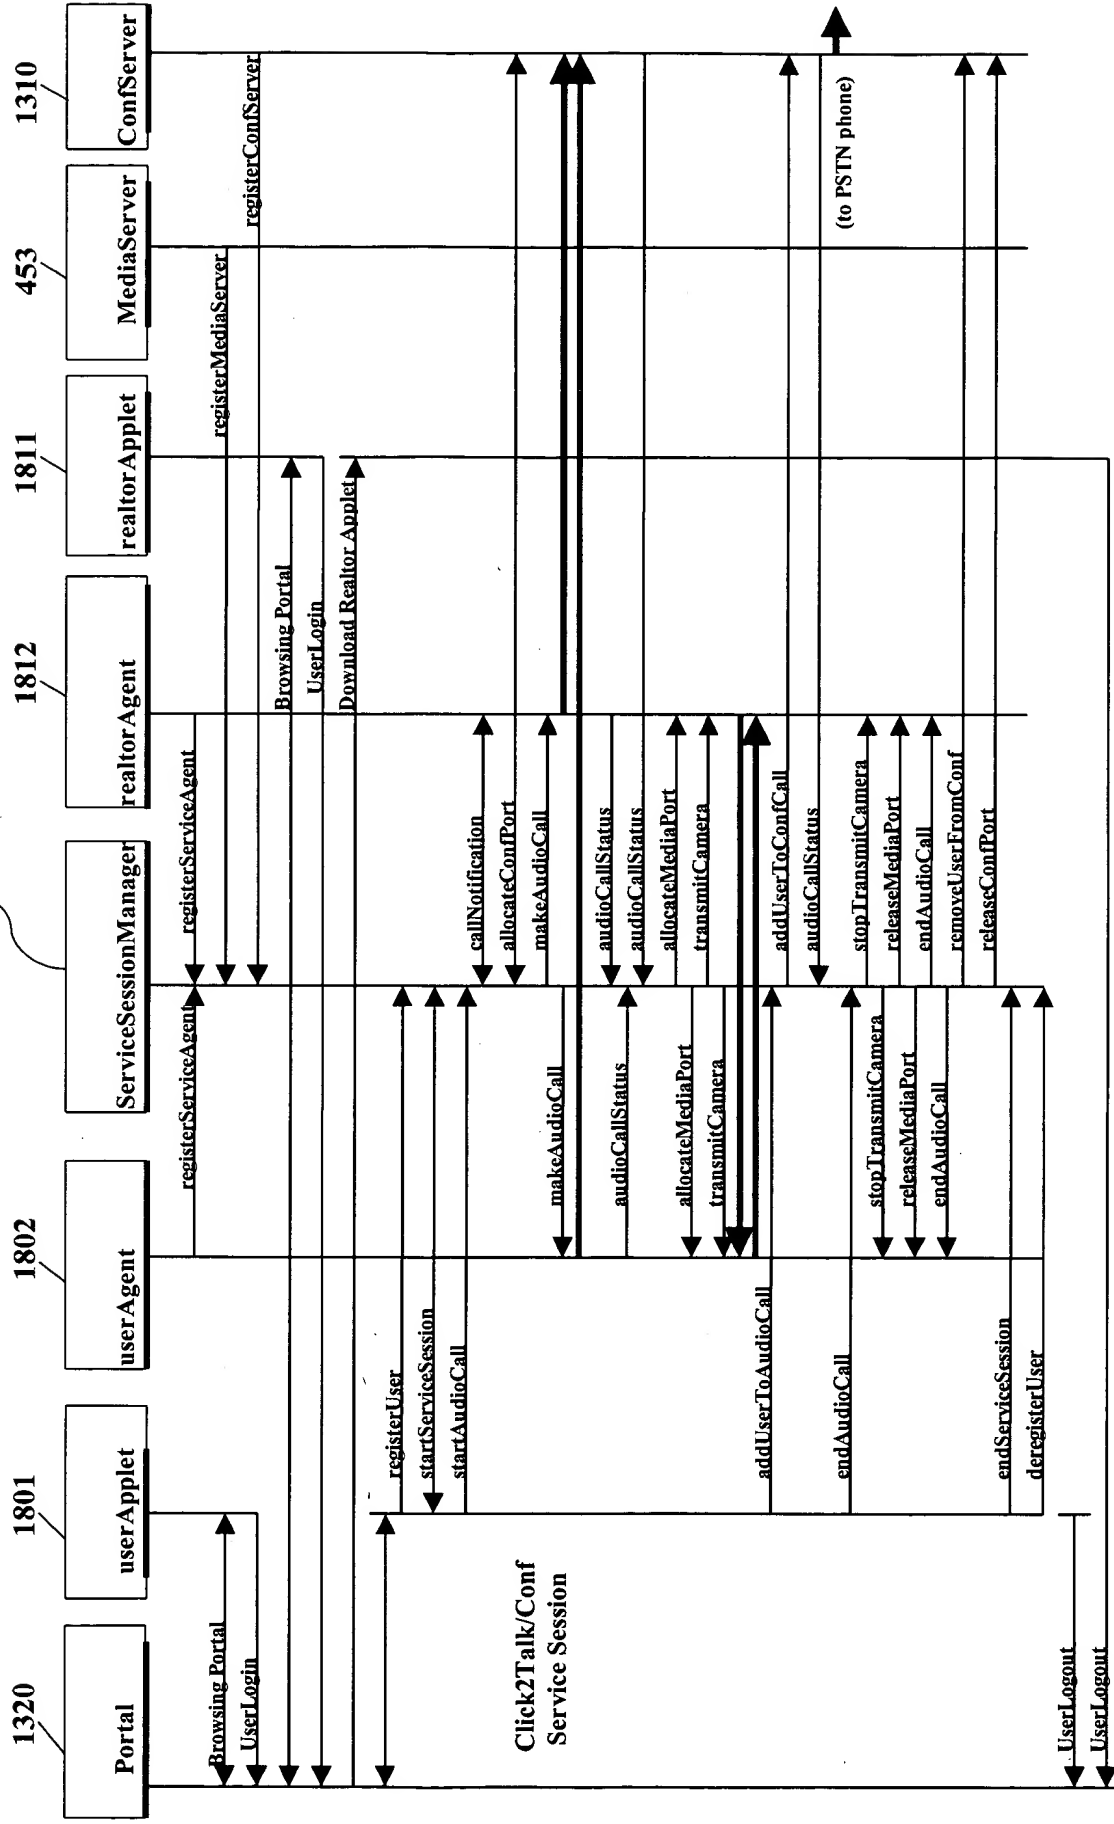 1320
1801
1802
1812
1811
453
1310
Portal
userApplet
userAgent
ServiceSessionManager
realtorAgent
realtorApplet
MediaServer
ConfServer
registerServiceAgent
registerServiceAgent
Browsing Portal
registerMediaServer
UserLogin
registerConfServer
Browsing Portal
UserLogin
Download Realtor Applet
registerUser
startServiceSession
startAudioCall
callNotification
allocateConfPort
makeAudioCall
makeAudioCall
Click2Talk/Conf
Service Session
audioCallStatus
audioCallStatus
audioCallStatus
allocateMediaPort
allocateMediaPort
transmitCamera
transmitCamera
addUserToAudioCall
addUserToConfCall
audioCallStatus
(to PSTN phone)
endAudioCall
stopTransmitCamera
stopTransmitCamera
releaseMediaPort
releaseMediaPort
endAudioCall
endAudioCall
removeUserFromConf
releaseConfPort
endServiceSession
deregisterUser
UserLogout
UserLogout